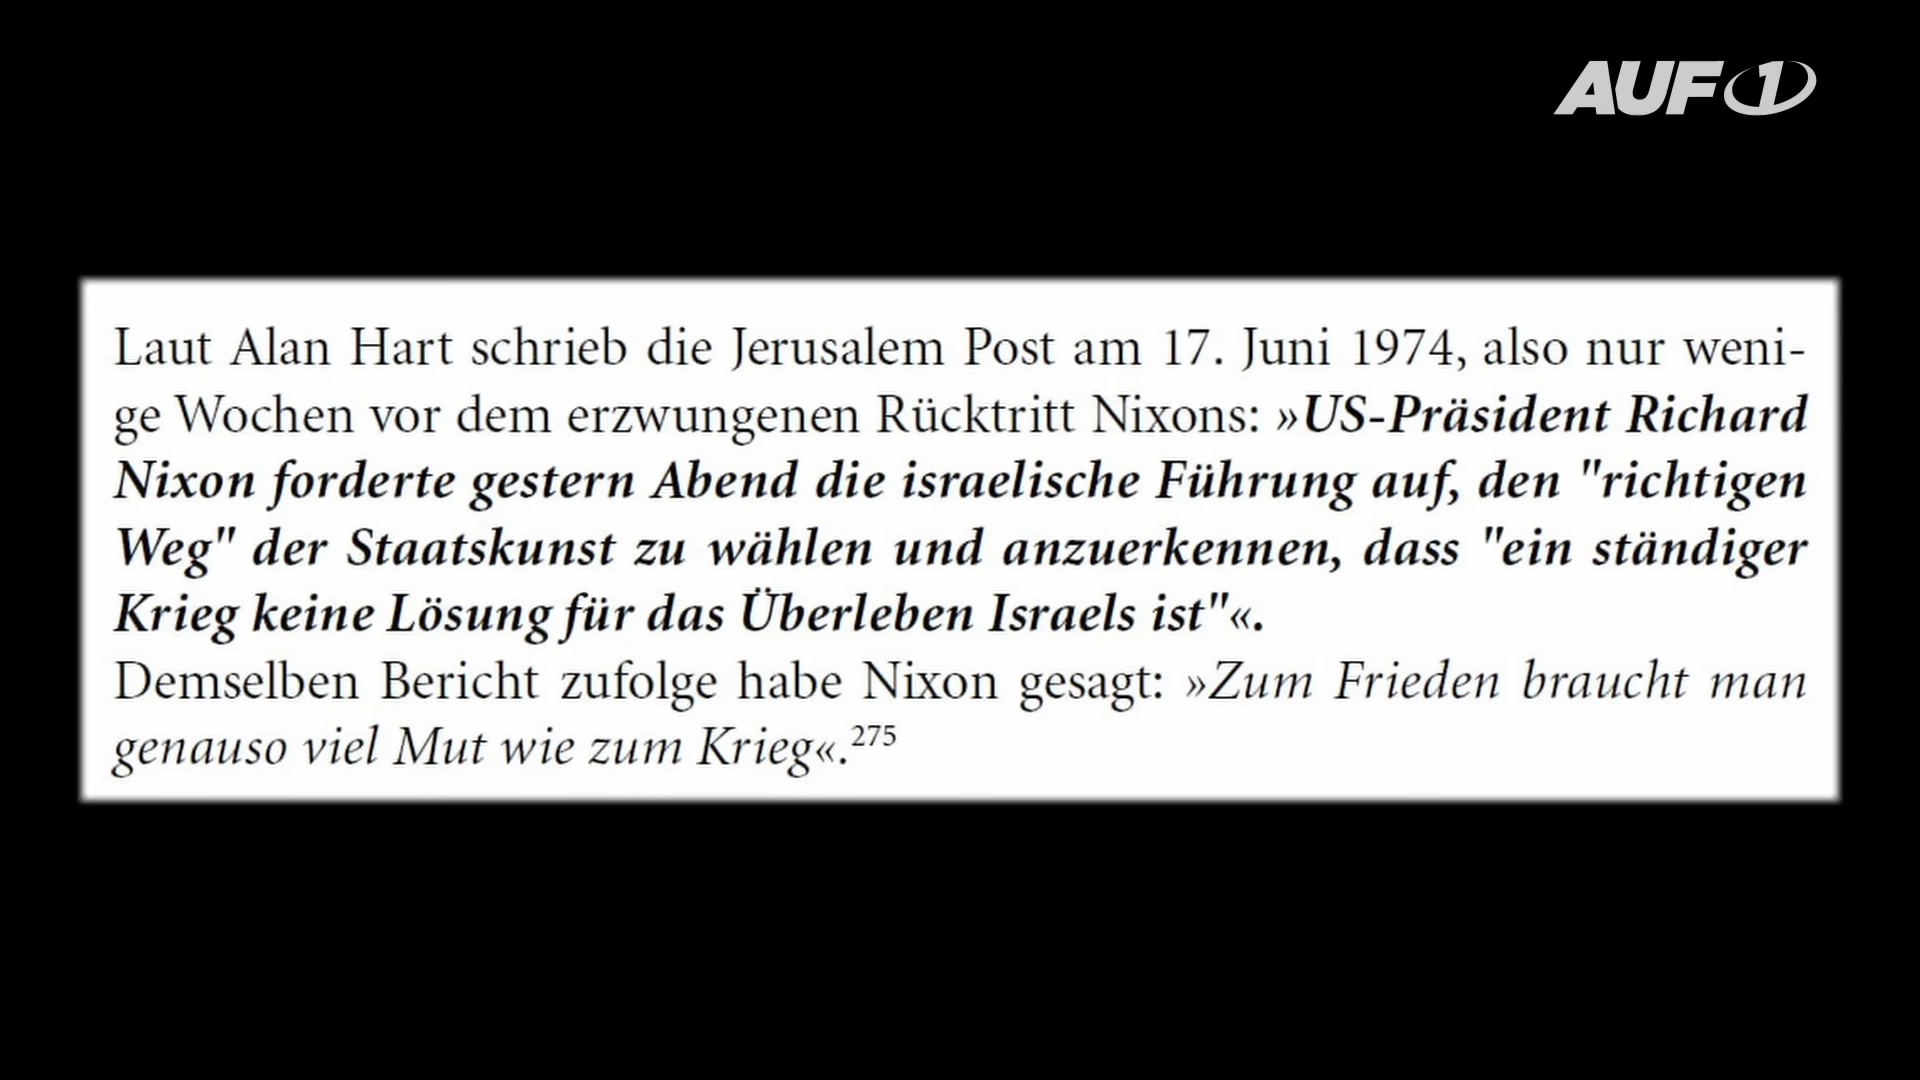 AUF1
Laut Alan Hart schrieb die Jerusalem Post am 17. Juni 1974, also nur weni-
ge Wochen vor dem erzwungenen Rücktritt Nixons: »US-Präsident Richard
Nixon forderte gestern Abend die israelische Führung auf, den "richtigen
Weg" der Staatskunst zu wählen und anzuerkennen, dass "ein ständiger
Krieg keine Lösung für das Überleben Israels ist"«.
Demselben Bericht zufolge habe Nixon gesagt: »Zum Frieden braucht man
genauso viel Mut wie zum Krieg«.²⁷⁵